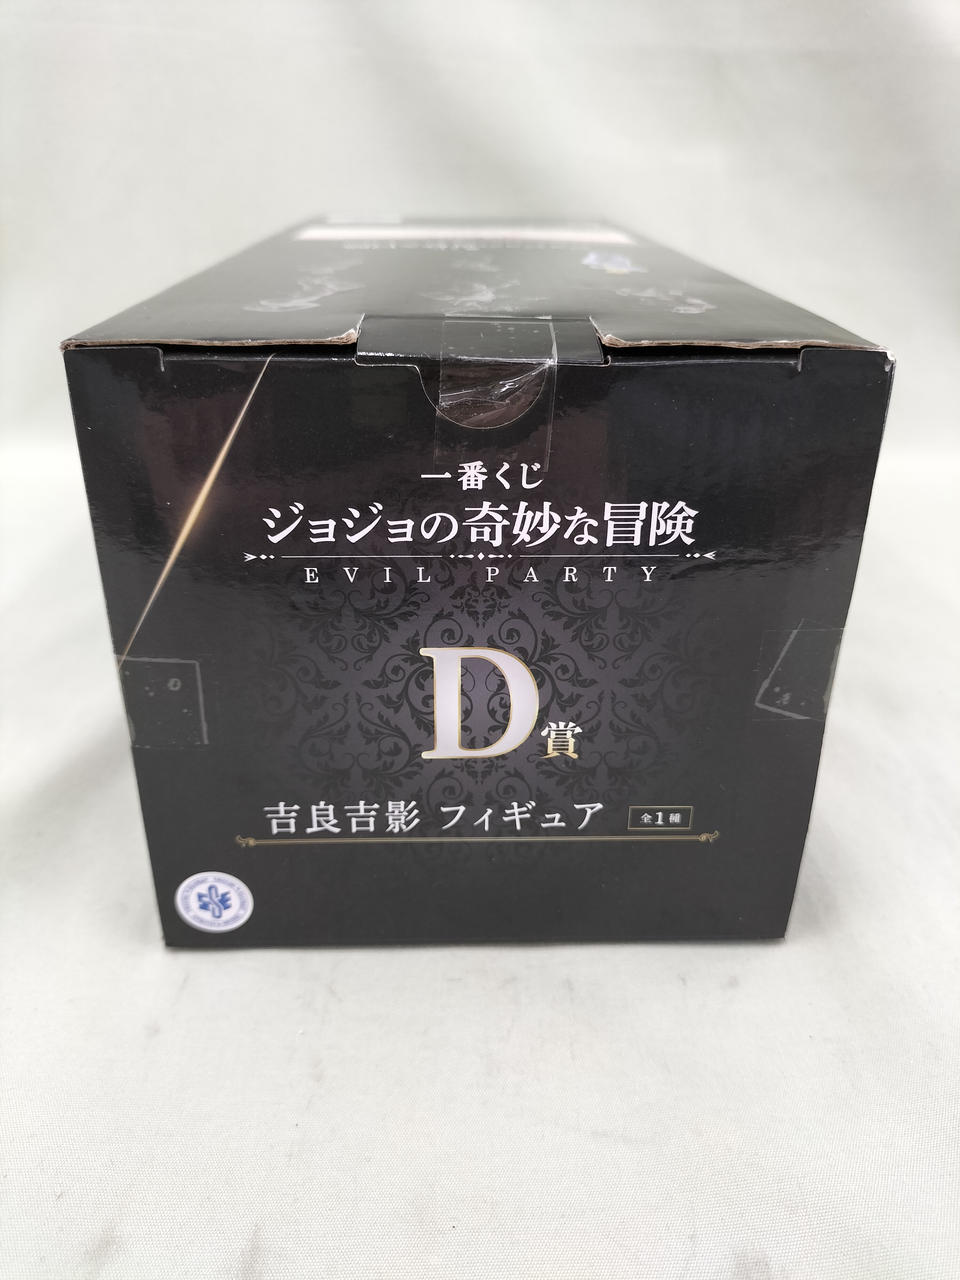 一番くじ
ジョジョの奇妙な冒険
EVIL PARTY
D賞
吉良吉影 フィギュア 全1種